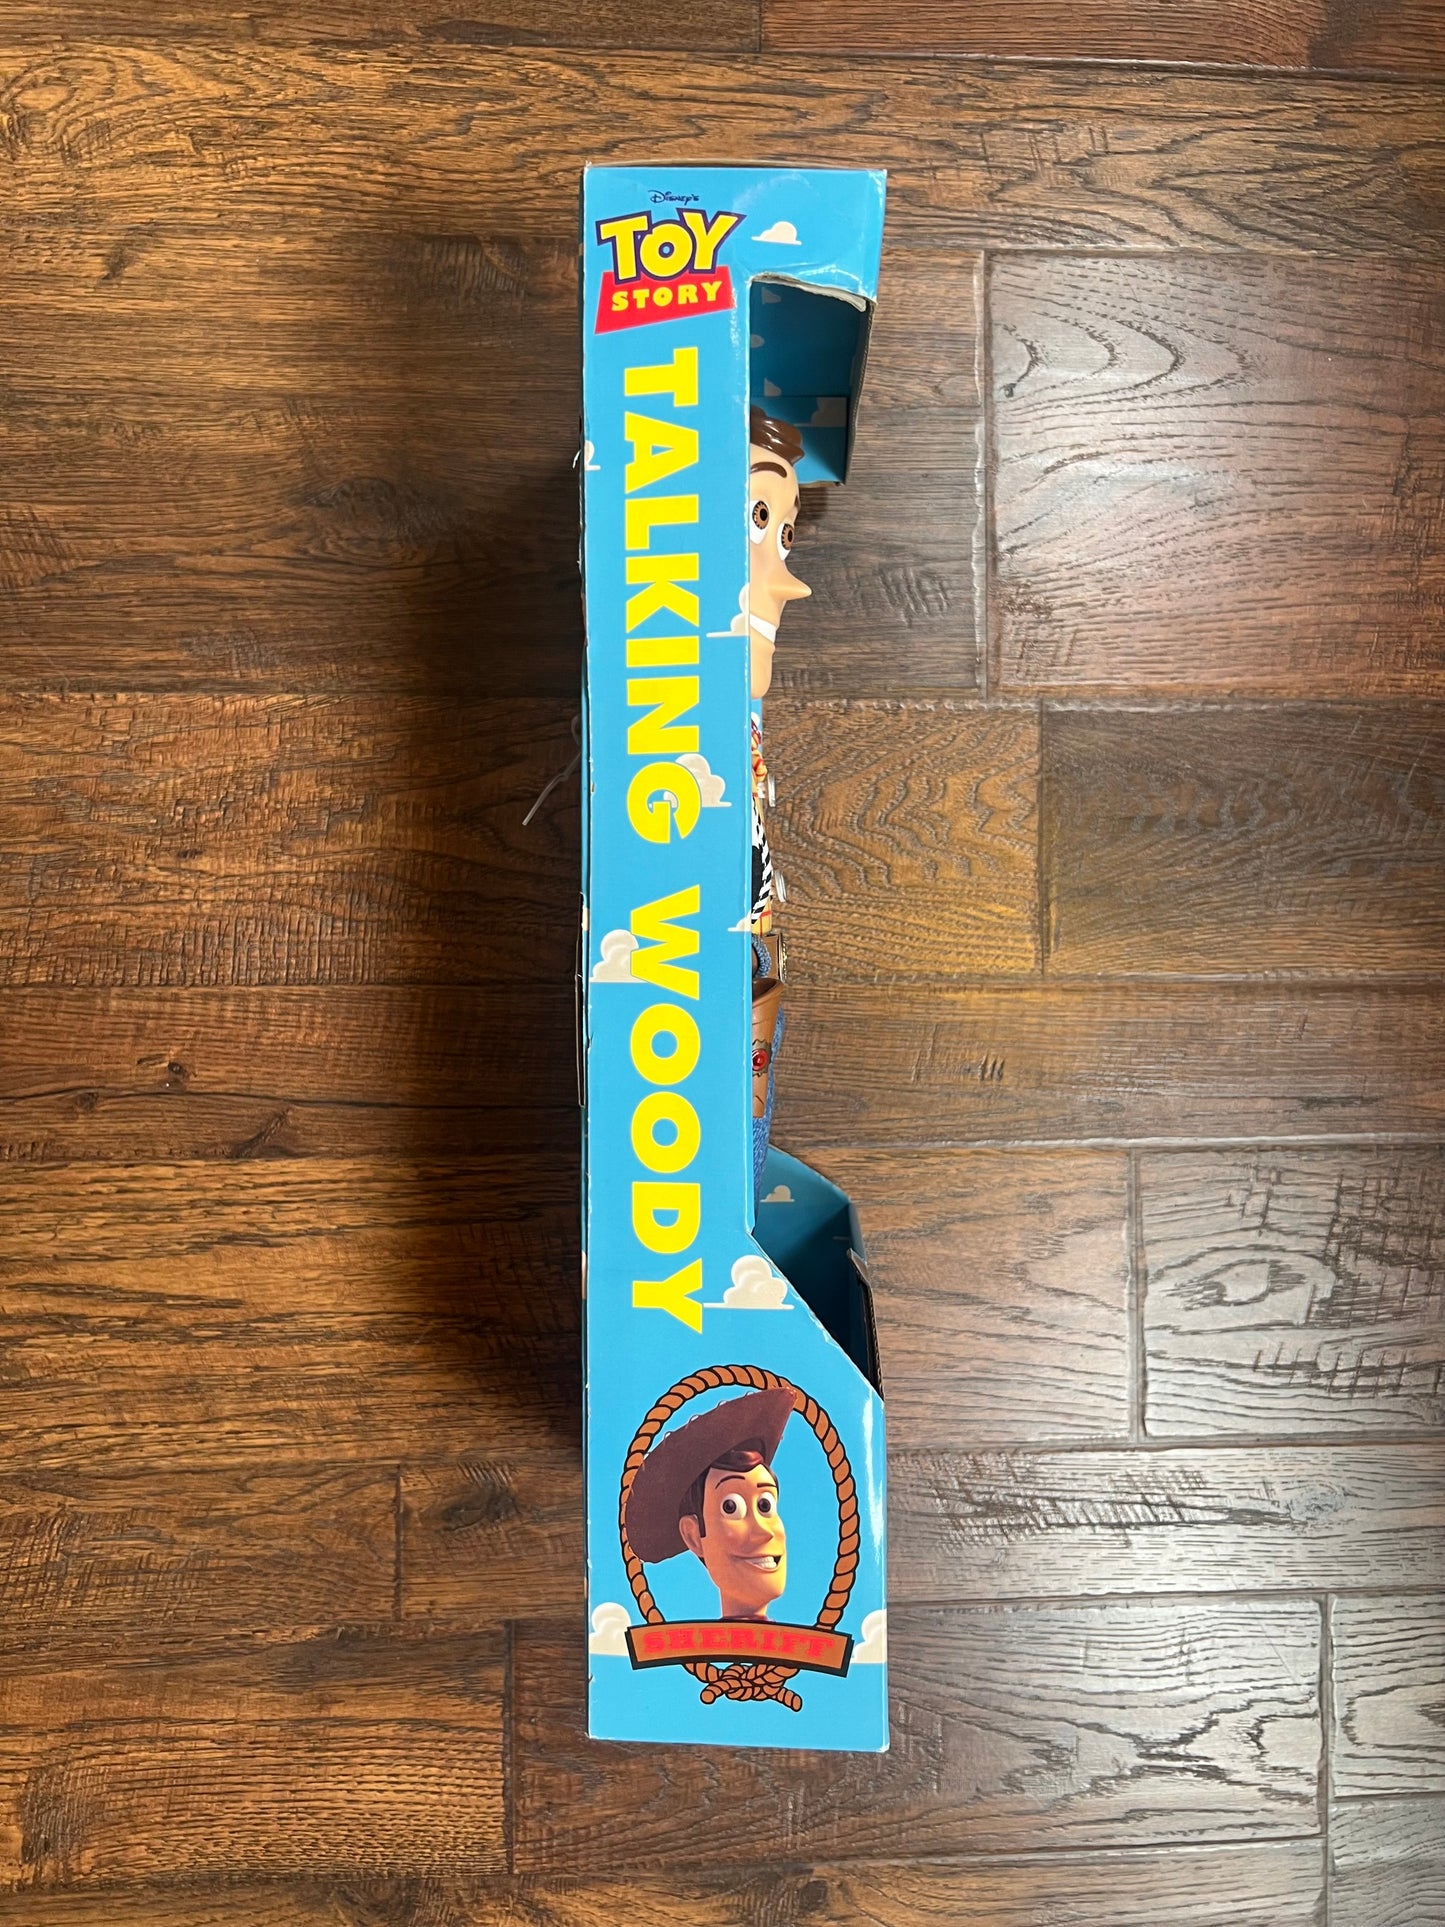 Disney's
TOY
STORY
TALKING WOODY
SHERIFF